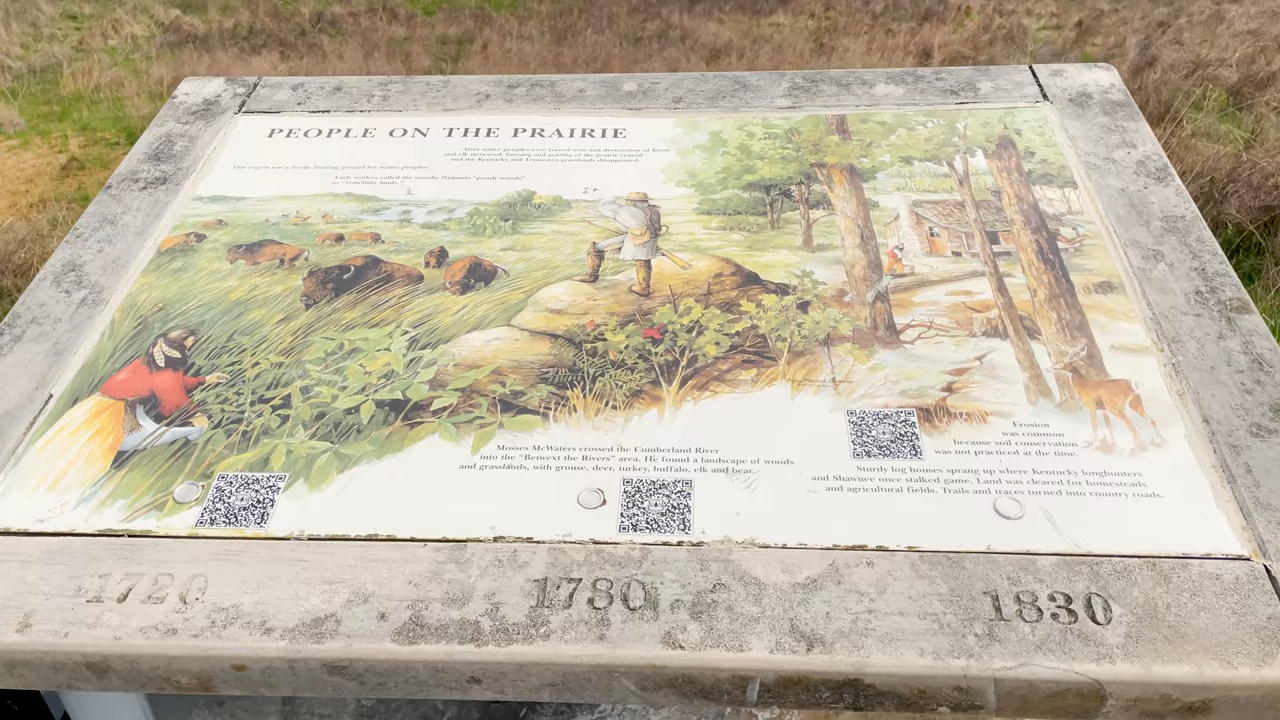 PEOPLE ON THE PRAIRIE
After native peoples were forced west and destruction of bison
and elk increased, burning and grazing of the prairie ceased
and the Kentucky and Tennessee grasslands disappeared.
This region was a fertile hunting ground for native peoples.
Early settlers called the marshy flatlands "pondy woods"
or "crawfishy lands."
Mosses McWaters crossed the Cumberland River
into the "Betwext the Rivers" area. He found a landscape of woods
and grasslands, with grouse, deer, turkey, buffalo, elk and bear.
Erosion
was common
because soil conservation
was not practiced at the time.
Sturdy log houses sprang up where Kentucky longhunters
and Shawnee once stalked game. Land was cleared for homesteads
and agricultural fields. Trails and traces turned into country roads.
1720
1780
1830